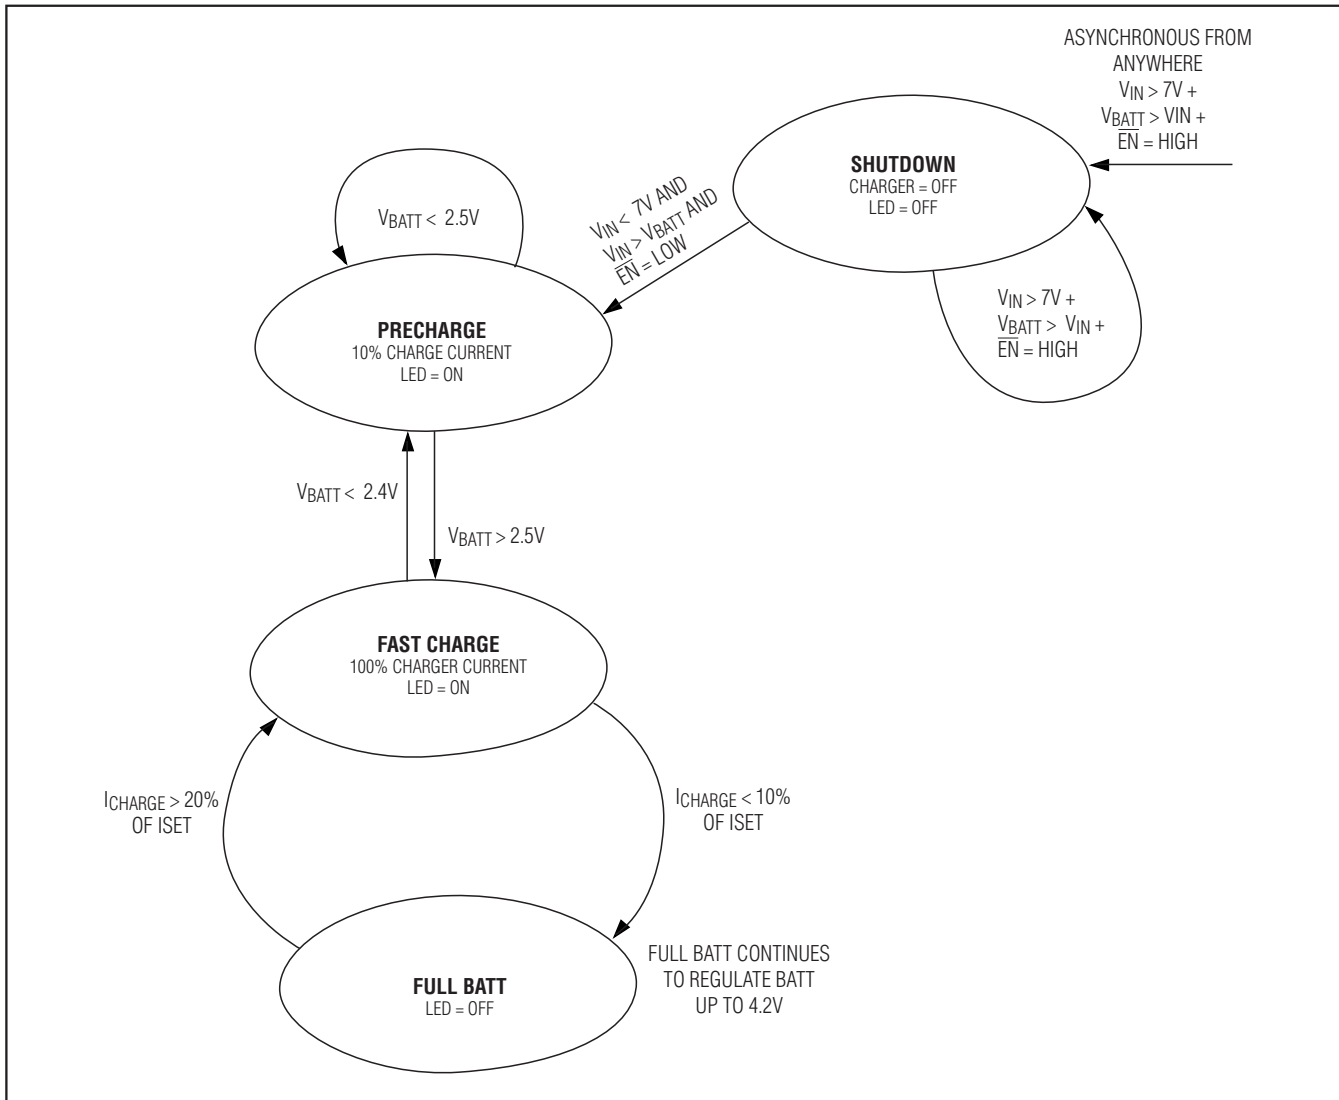 ASYNCHRONOUS FROM
ANYWHERE
VIN > 7V +
VBATT > VIN +
E̅N̅ = HIGH
SHUTDOWN
CHARGER = OFF
LED = OFF
VIN < 7V AND
VIN > VBATT AND
E̅N̅ = LOW
VBATT < 2.5V
VIN > 7V +
VBATT > VIN +
E̅N̅ = HIGH
PRECHARGE
10% CHARGE CURRENT
LED = ON
VBATT < 2.4V
VBATT > 2.5V
FAST CHARGE
100% CHARGER CURRENT
LED = ON
ICHARGE > 20%
OF ISET
ICHARGE < 10%
OF ISET
FULL BATT
LED = OFF
FULL BATT CONTINUES
TO REGULATE BATT
UP TO 4.2V